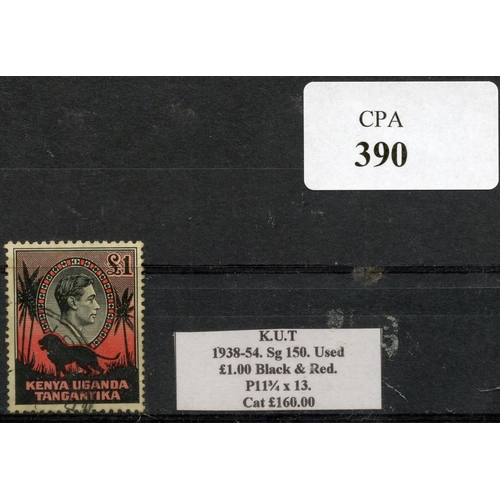 CPA
390
£1
KENYA UGANDA
TANGANYIKA
K.U.T
1938-54. Sg 150. Used
£1.00 Black & Red.
P11¾ x 13.
Cat £160.00